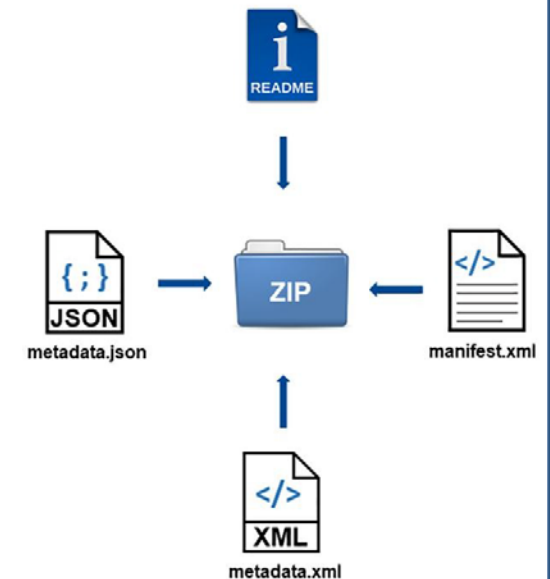 i
README
{;}
JSON
metadata.json
ZIP
</>
manifest.xml
</>
XML
metadata.xml